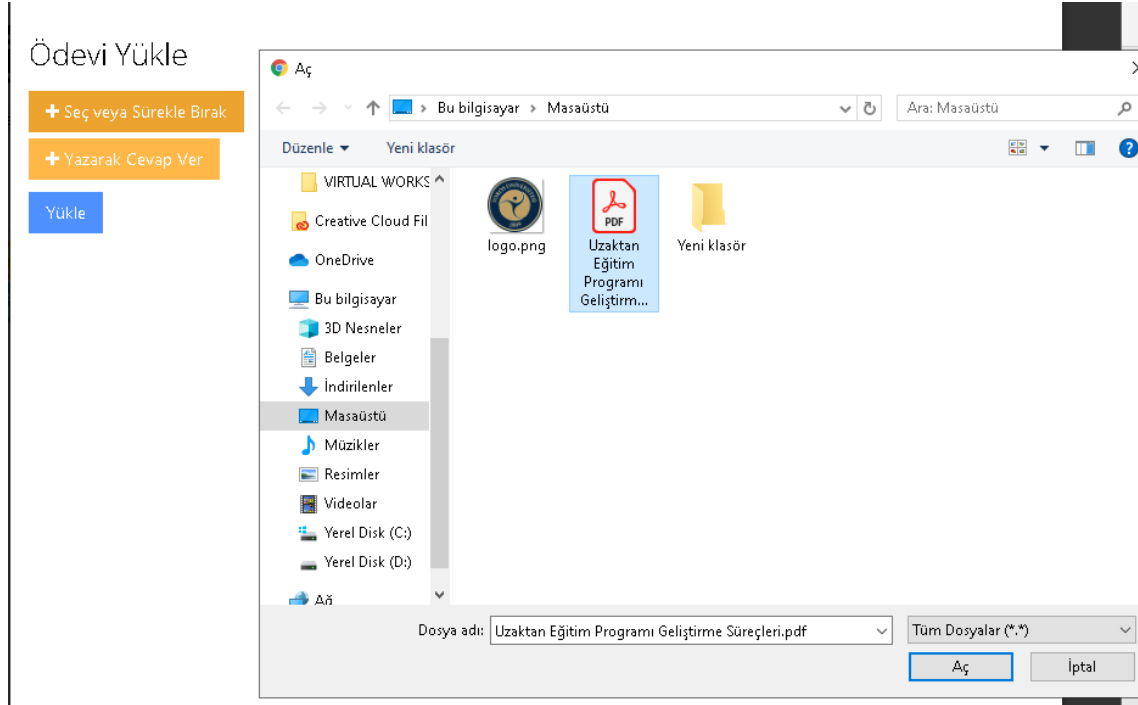 Ödevi Yükle
+ Seç veya Sürekle Bırak
+ Yazarak Cevap Ver
Yükle
Aç
Bu bilgisayar > Masaüstü
Ara: Masaüstü
Düzenle
Yeni klasör
VIRTUAL WORKS
Creative Cloud Fil
OneDrive
Bu bilgisayar
3D Nesneler
Belgeler
İndirilenler
Masaüstü
Müzikler
Resimler
Videolar
Yerel Disk (C:)
Yerel Disk (D:)
Ağ
logo.png
PDF
Uzaktan
Eğitim
Programı
Geliştirm...
Yeni klasör
Dosya adı:
Uzaktan Eğitim Programı Geliştirme Süreçleri.pdf
Tüm Dosyalar (*.*)
Aç
İptal